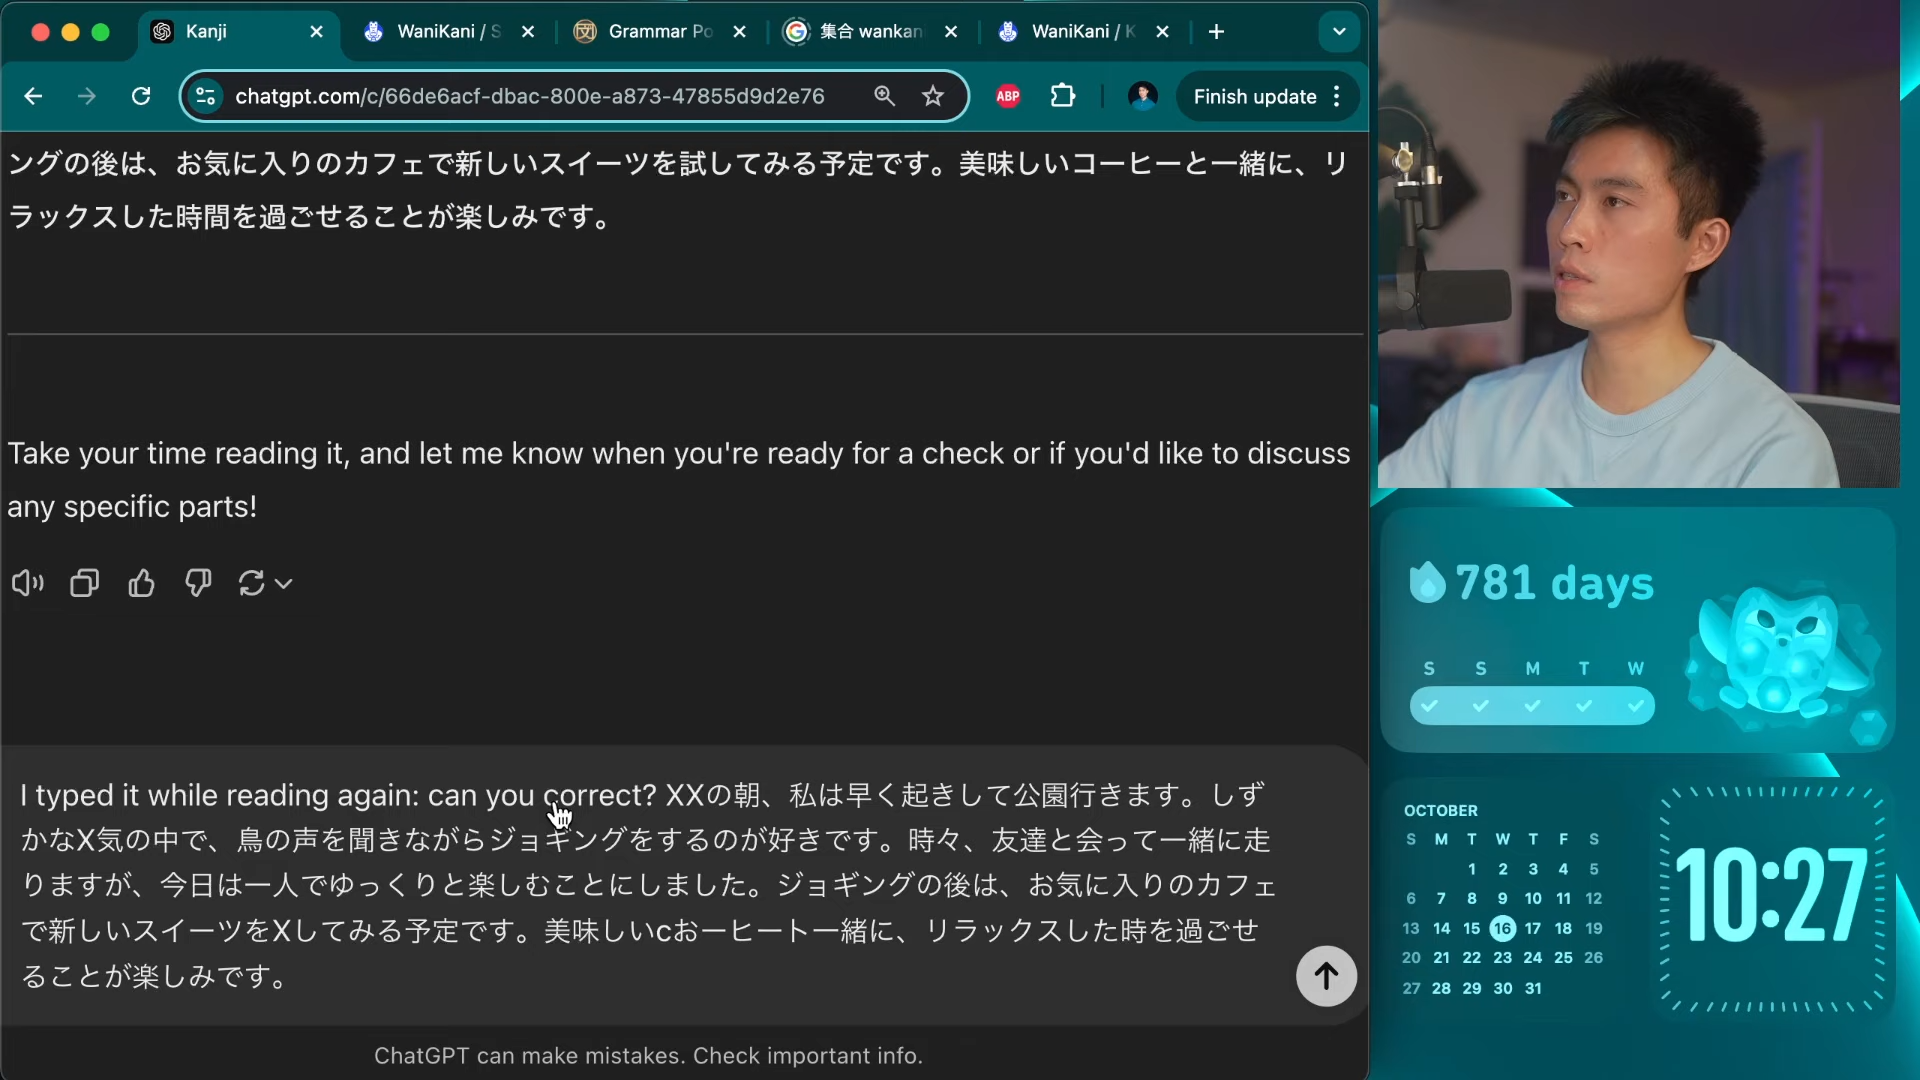 Kanji
WaniKani / S
Grammar Po
集合 wankan
WaniKani / K
chatgpt.com/c/66de6acf-dbac-800e-a873-47855d9d2e76
ABP
Finish update
ングの後は、お気に入りのカフェで新しいスイーツを試してみる予定です。美味しいコーヒーと一緒に、リ
ラックスした時間を過ごせることが楽しみです。
Take your time reading it, and let me know when you're ready for a check or if you'd like to discuss
any specific parts!
I typed it while reading again: can you correct? XXの朝、私は早く起きして公園行きます。しず
かなX気の中で、鳥の声を聞きながらジョギングをするのが好きです。時々、友達と会って一緒に走
りますが、今日は一人でゆっくりと楽しむことにしました。ジョギングの後は、お気に入りのカフェ
で新しいスイーツをXしてみる予定です。美味しいcおーヒート一緒に、リラックスした時を過ごせ
ることが楽しみです。
ChatGPT can make mistakes. Check important info.
781 days
S S M T W
OCTOBER
S M T W T F S
1 2 3 4 5
6 7 8 9 10 11 12
13 14 15 16 17 18 19
20 21 22 23 24 25 26
27 28 29 30 31
10:27